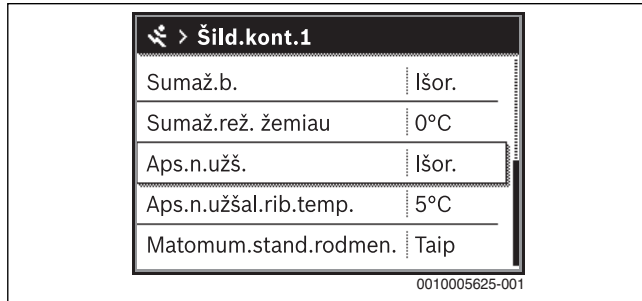 > Šild.kont.1
Sumaž.b. Išor.
Sumaž.rež. žemiau 0°C
Aps.n.užš. Išor.
Aps.n.užšal.rib.temp. 5°C
Matomum.stand.rodmen. Taip
0010005625-001